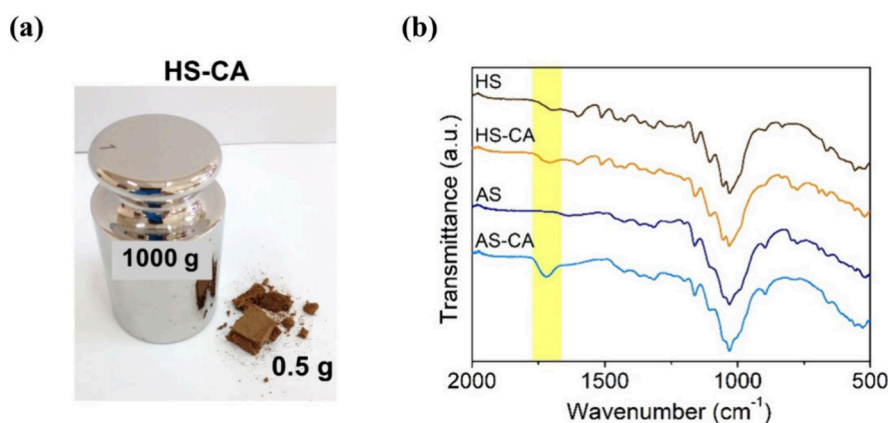 (a)
HS-CA
1000 g
0.5 g
(b)
HS
HS-CA
AS
AS-CA
Transmittance (a.u.)
2000 1500 1000 500
Wavenumber (cm⁻¹)